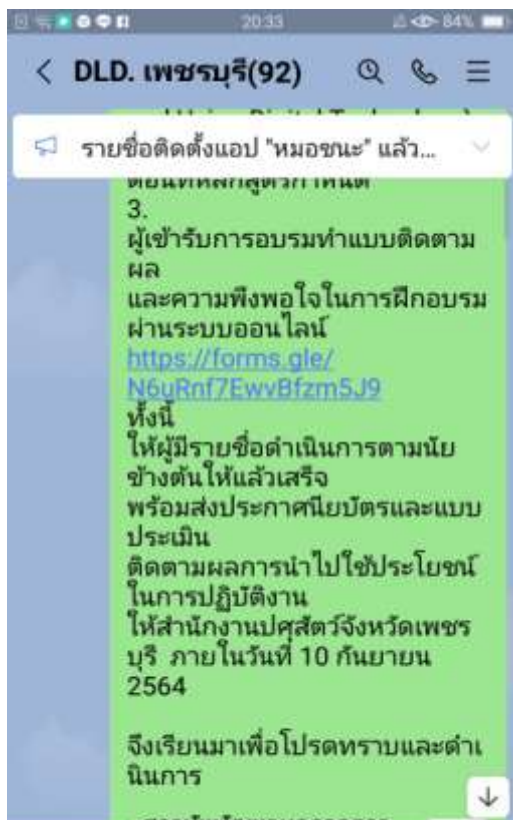 20:33
84%
DLD. เพชรบุรี(92)
รายชื่อติดตั้งแอป "หมอชนะ" แล้ว...
3.
ผู้เข้ารับการอบรมทำแบบติดตาม
ผล
และความพึงพอใจในการฝึกอบรม
ผ่านระบบออนไลน์
https://forms.gle/
N6uRnf7EwvBfzm5J9
ทั้งนี้
ให้ผู้มีรายชื่อดำเนินการตามนัย
ข้างต้นให้แล้วเสร็จ
พร้อมส่งประกาศนียบัตรและแบบ
ประเมิน
ติดตามผลการนำไปใช้ประโยชน์
ในการปฏิบัติงาน
ให้สำนักงานปศุสัตว์จังหวัดเพชร
บุรี ภายในวันที่ 10 กันยายน
2564
จึงเรียนมาเพื่อโปรดทราบและดำเ
นินการ